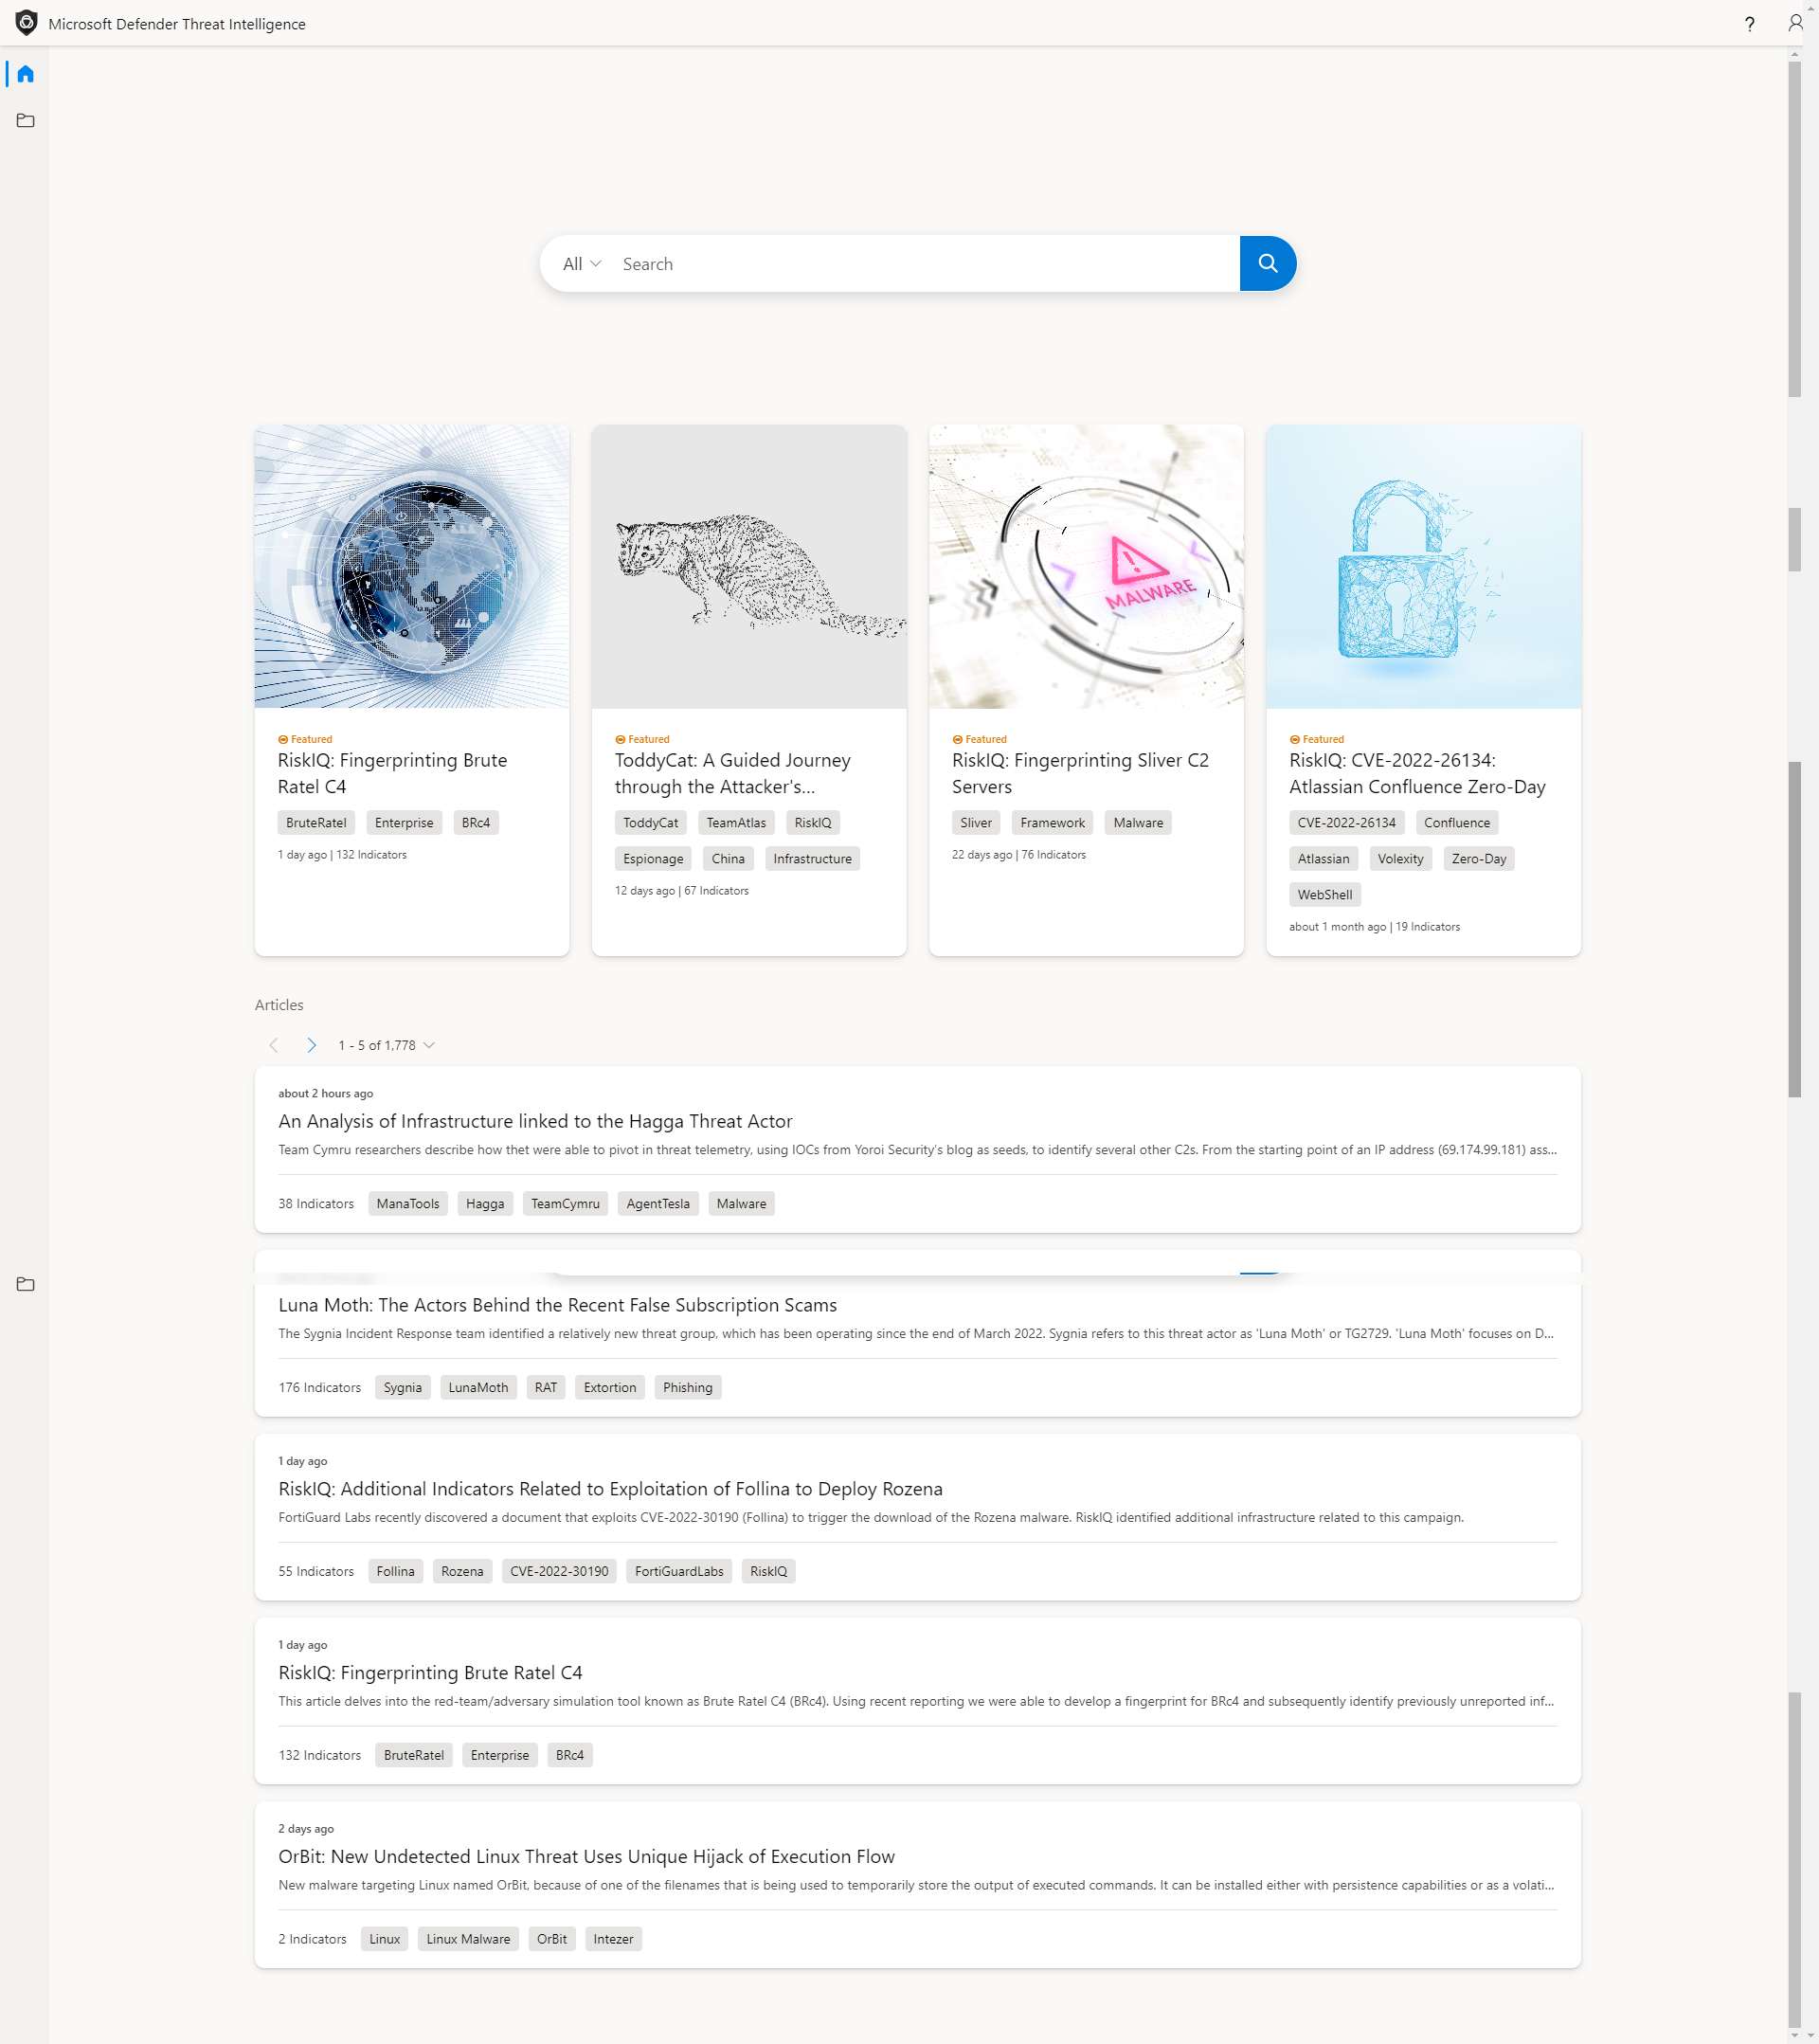 Microsoft Defender Threat Intelligence
?
All
Search
MALWARE
Featured
RiskIQ: Fingerprinting Brute
Ratel C4
BruteRatel Enterprise BRc4
1 day ago | 132 Indicators
Featured
ToddyCat: A Guided Journey
through the Attacker's...
ToddyCat TeamAtlas RiskIQ
Espionage China Infrastructure
12 days ago | 67 Indicators
Featured
RiskIQ: Fingerprinting Sliver C2
Servers
Sliver Framework Malware
22 days ago | 76 Indicators
Featured
RiskIQ: CVE-2022-26134:
Atlassian Confluence Zero-Day
CVE-2022-26134 Confluence
Atlassian Volexity Zero-Day
WebShell
about 1 month ago | 19 Indicators
Articles
1 - 5 of 1,778
about 2 hours ago
An Analysis of Infrastructure linked to the Hagga Threat Actor
Team Cymru researchers describe how thet were able to pivot in threat telemetry, using IOCs from Yoroi Security’s blog as seeds, to identify several other C2s. From the starting point of an IP address (69.174.99.181) ass...
38 Indicators ManaTools Hagga TeamCymru AgentTesla Malware
Luna Moth: The Actors Behind the Recent False Subscription Scams
The Sygnia Incident Response team identified a relatively new threat group, which has been operating since the end of March 2022. Sygnia refers to this threat actor as 'Luna Moth' or TG2729. 'Luna Moth' focuses on D...
176 Indicators Sygnia LunaMoth RAT Extortion Phishing
1 day ago
RiskIQ: Additional Indicators Related to Exploitation of Follina to Deploy Rozena
FortiGuard Labs recently discovered a document that exploits CVE-2022-30190 (Follina) to trigger the download of the Rozena malware. RiskIQ identified additional infrastructure related to this campaign.
55 Indicators Follina Rozena CVE-2022-30190 FortiGuardLabs RiskIQ
1 day ago
RiskIQ: Fingerprinting Brute Ratel C4
This article delves into the red-team/adversary simulation tool known as Brute Ratel C4 (BRc4). Using recent reporting we were able to develop a fingerprint for BRc4 and subsequently identify previously unreported inf...
132 Indicators BruteRatel Enterprise BRc4
2 days ago
OrBit: New Undetected Linux Threat Uses Unique Hijack of Execution Flow
New malware targeting Linux named OrBit, because of one of the filenames that is being used to temporarily store the output of executed commands. It can be installed either with persistence capabilities or as a volati...
2 Indicators Linux Linux Malware OrBit Intezer